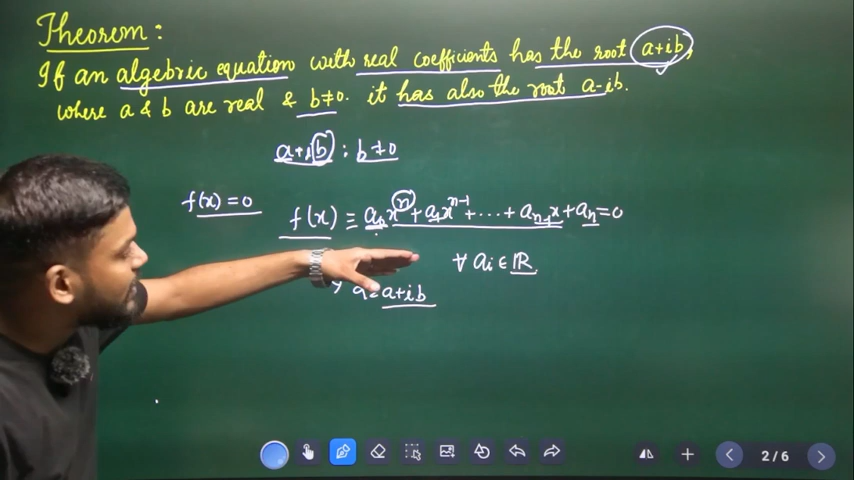 Theorem:
If an algebric equation with real coefficients has the root a+ib,
where a & b are real & b≠0. it has also the root a-ib.
a+ib : b≠0
f(x)=0
f(x) ≡ a₀xⁿ+a₁xⁿ⁻¹+...+aₙ₋₁x+aₙ=0
∀ aᵢ ∈ ℝ.
a+ib
2/6